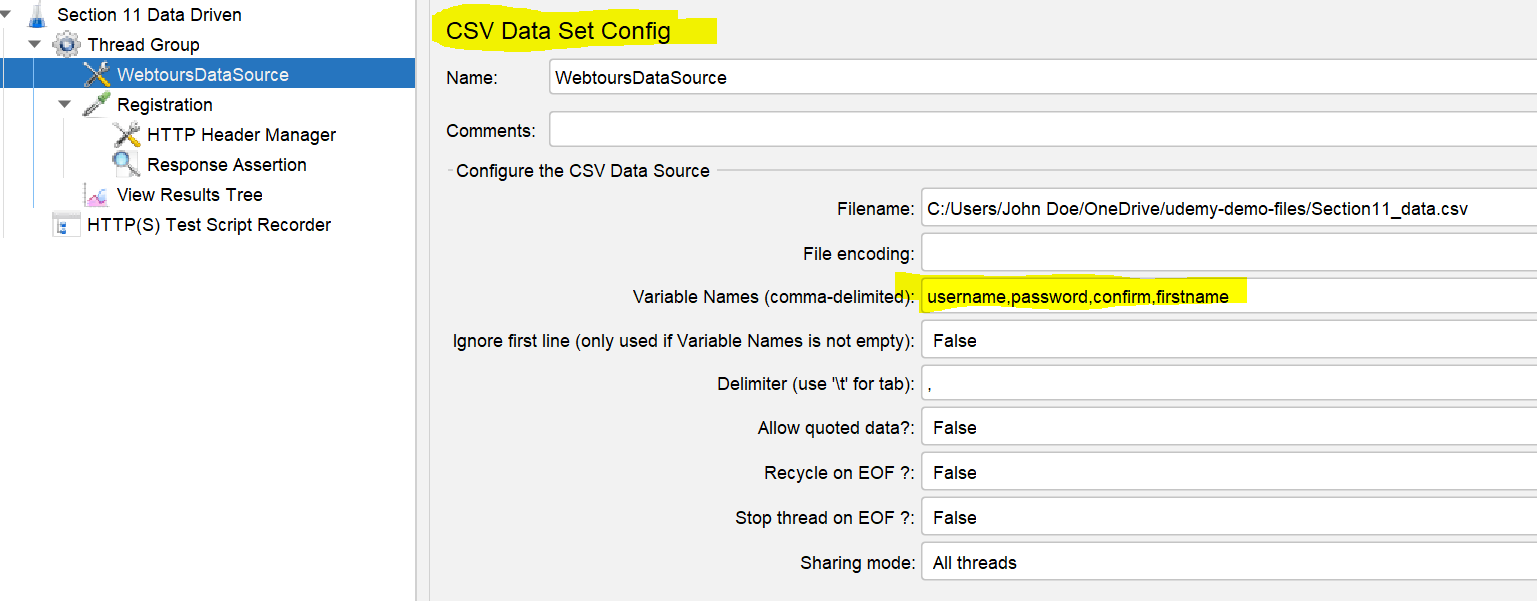 Section 11 Data Driven
Thread Group
WebtoursDataSource
Registration
HTTP Header Manager
Response Assertion
View Results Tree
HTTP(S) Test Script Recorder
CSV Data Set Config
Name: WebtoursDataSource
Comments:
Configure the CSV Data Source
Filename: C:/Users/John Doe/OneDrive/udemy-demo-files/Section11_data.csv
File encoding:
Variable Names (comma-delimited): username,password,confirm,firstname
Ignore first line (only used if Variable Names is not empty): False
Delimiter (use '\t' for tab): ,
Allow quoted data?: False
Recycle on EOF ?: False
Stop thread on EOF ?: False
Sharing mode: All threads